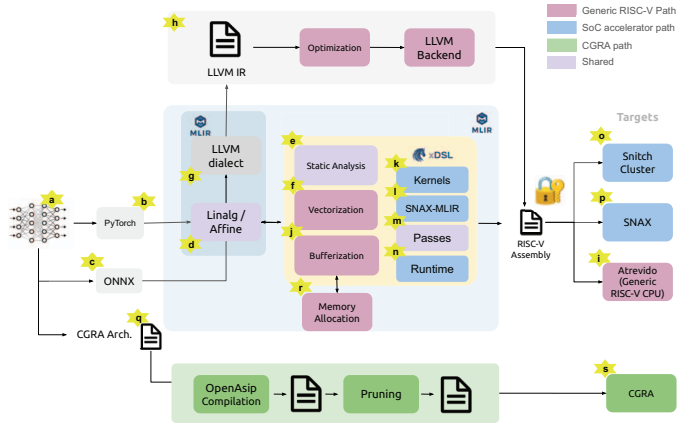 Generic RISC-V Path
SoC accelerator path
CGRA path
Shared
h
LLVM IR
Optimization
LLVM
Backend
MLIR
MLIR
Targets
g
LLVM
dialect
e
Static Analysis
xDSL
k
Kernels
o
Snitch
Cluster
a
b
PyTorch
d
Linalg /
Affine
f
Vectorization
l
SNAX-MLIR
m
Passes
RISC-V
Assembly
p
SNAX
c
ONNX
j
Bufferization
n
Runtime
i
Atrevido
(Generic
RISC-V CPU)
r
Memory
Allocation
q
CGRA Arch.
OpenAsip
Compilation
Pruning
s
CGRA